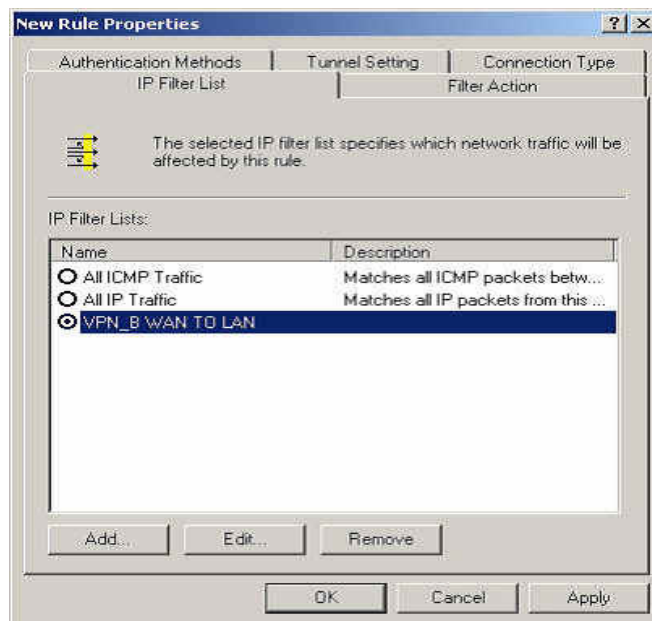 New Rule Properties
Authentication Methods Tunnel Setting Connection Type
IP Filter List Filter Action
The selected IP filter list specifies which network traffic will be
affected by this rule.
IP Filter Lists:
Name Description
All ICMP Traffic Matches all ICMP packets betw...
All IP Traffic Matches all IP packets from this ...
VPN_B WAN TO LAN
Add... Edit... Remove
OK Cancel Apply